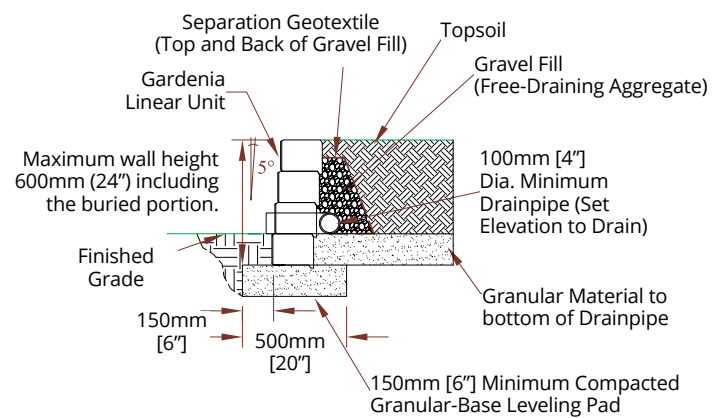 Separation Geotextile
(Top and Back of Gravel Fill)
Topsoil
Gardenia
Linear Unit
Gravel Fill
(Free-Draining Aggregate)
Maximum wall height
600mm (24”) including
the buried portion.
5°
100mm [4”]
Dia. Minimum
Drainpipe (Set
Elevation to Drain)
Finished
Grade
Granular Material to
bottom of Drainpipe
150mm
[6”]
500mm
[20”]
150mm [6”] Minimum Compacted
Granular-Base Leveling Pad